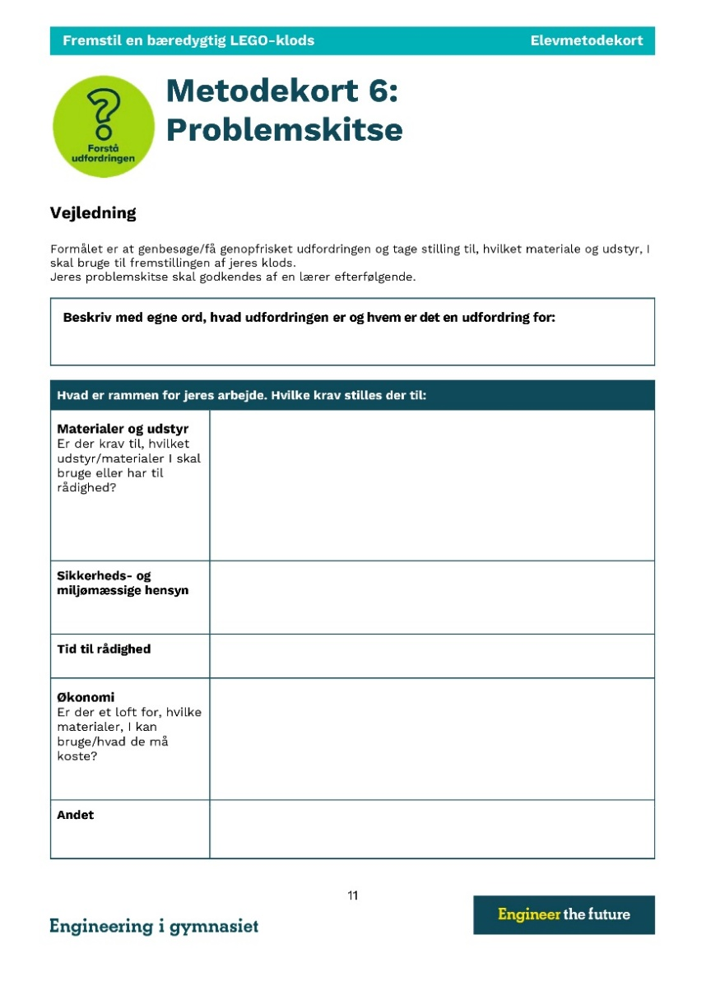 Fremstil en bæredygtig LEGO-klods Elevmetodekort
Metodekort 6:
Problemskitse
Forstå
udfordringen
Vejledning
Formålet er at genbesøge/få genopfrisket udfordringen og tage stilling til, hvilket materiale og udstyr, I
skal bruge til fremstillingen af jeres klods.
Jeres problemskitse skal godkendes af en lærer efterfølgende.
Beskriv med egne ord, hvad udfordringen er og hvem er det en udfordring for:
Hvad er rammen for jeres arbejde. Hvilke krav stilles der til:
Materialer og udstyr
Er der krav til, hvilket
udstyr/materialer I skal
bruge eller har til
rådighed?
Sikkerheds- og
miljømæssige hensyn
Tid til rådighed
Økonomi
Er der et loft for, hvilke
materialer, I kan
bruge/hvad de må
koste?
Andet
11
Engineering i gymnasiet
Engineer the future